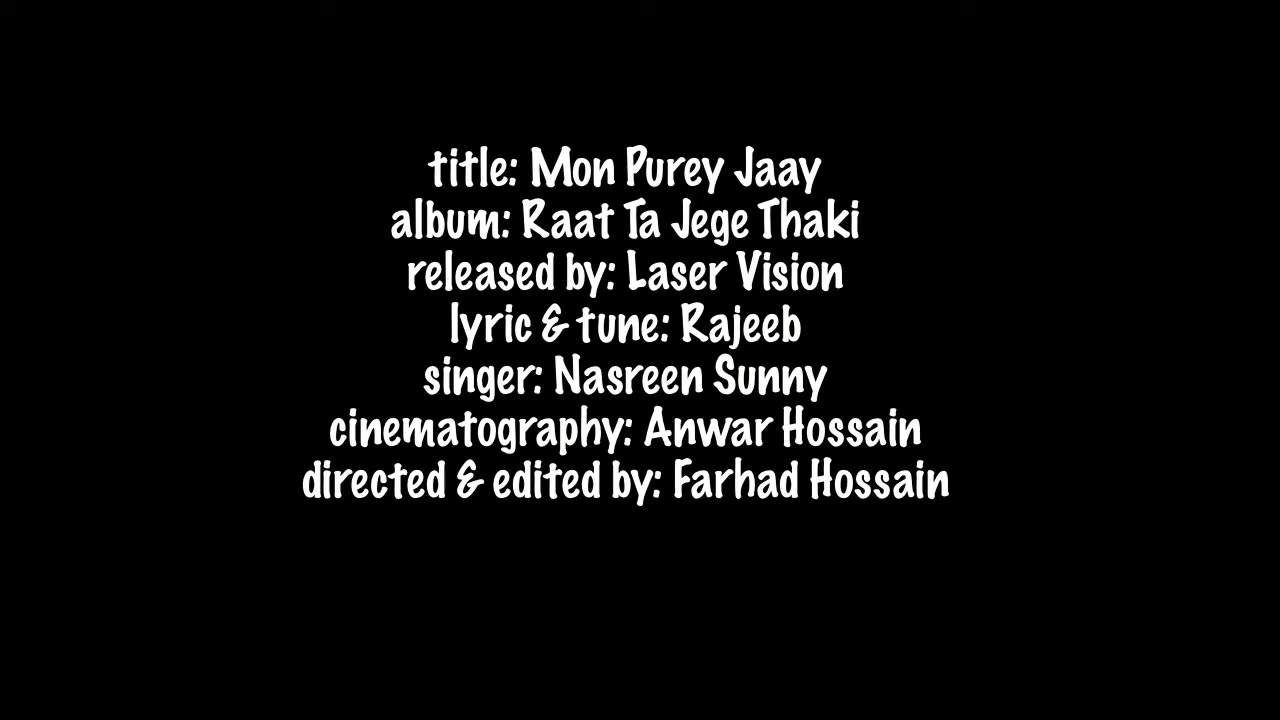 title: Mon Purey Jaay
album: Raat Ta Jege Thaki
released by: Laser Vision
lyric & tune: Rajeeb
singer: Nasreen Sunny
cinematography: Anwar Hossain
directed & edited by: Farhad Hossain